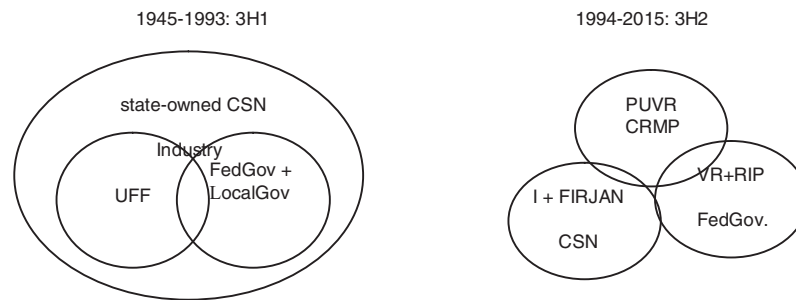 1945-1993: 3H1
state-owned CSN
Industry
UFF
FedGov +
LocalGov
1994-2015: 3H2
PUVR
CRMP
I + FIRJAN
CSN
VR+RIP
FedGov.